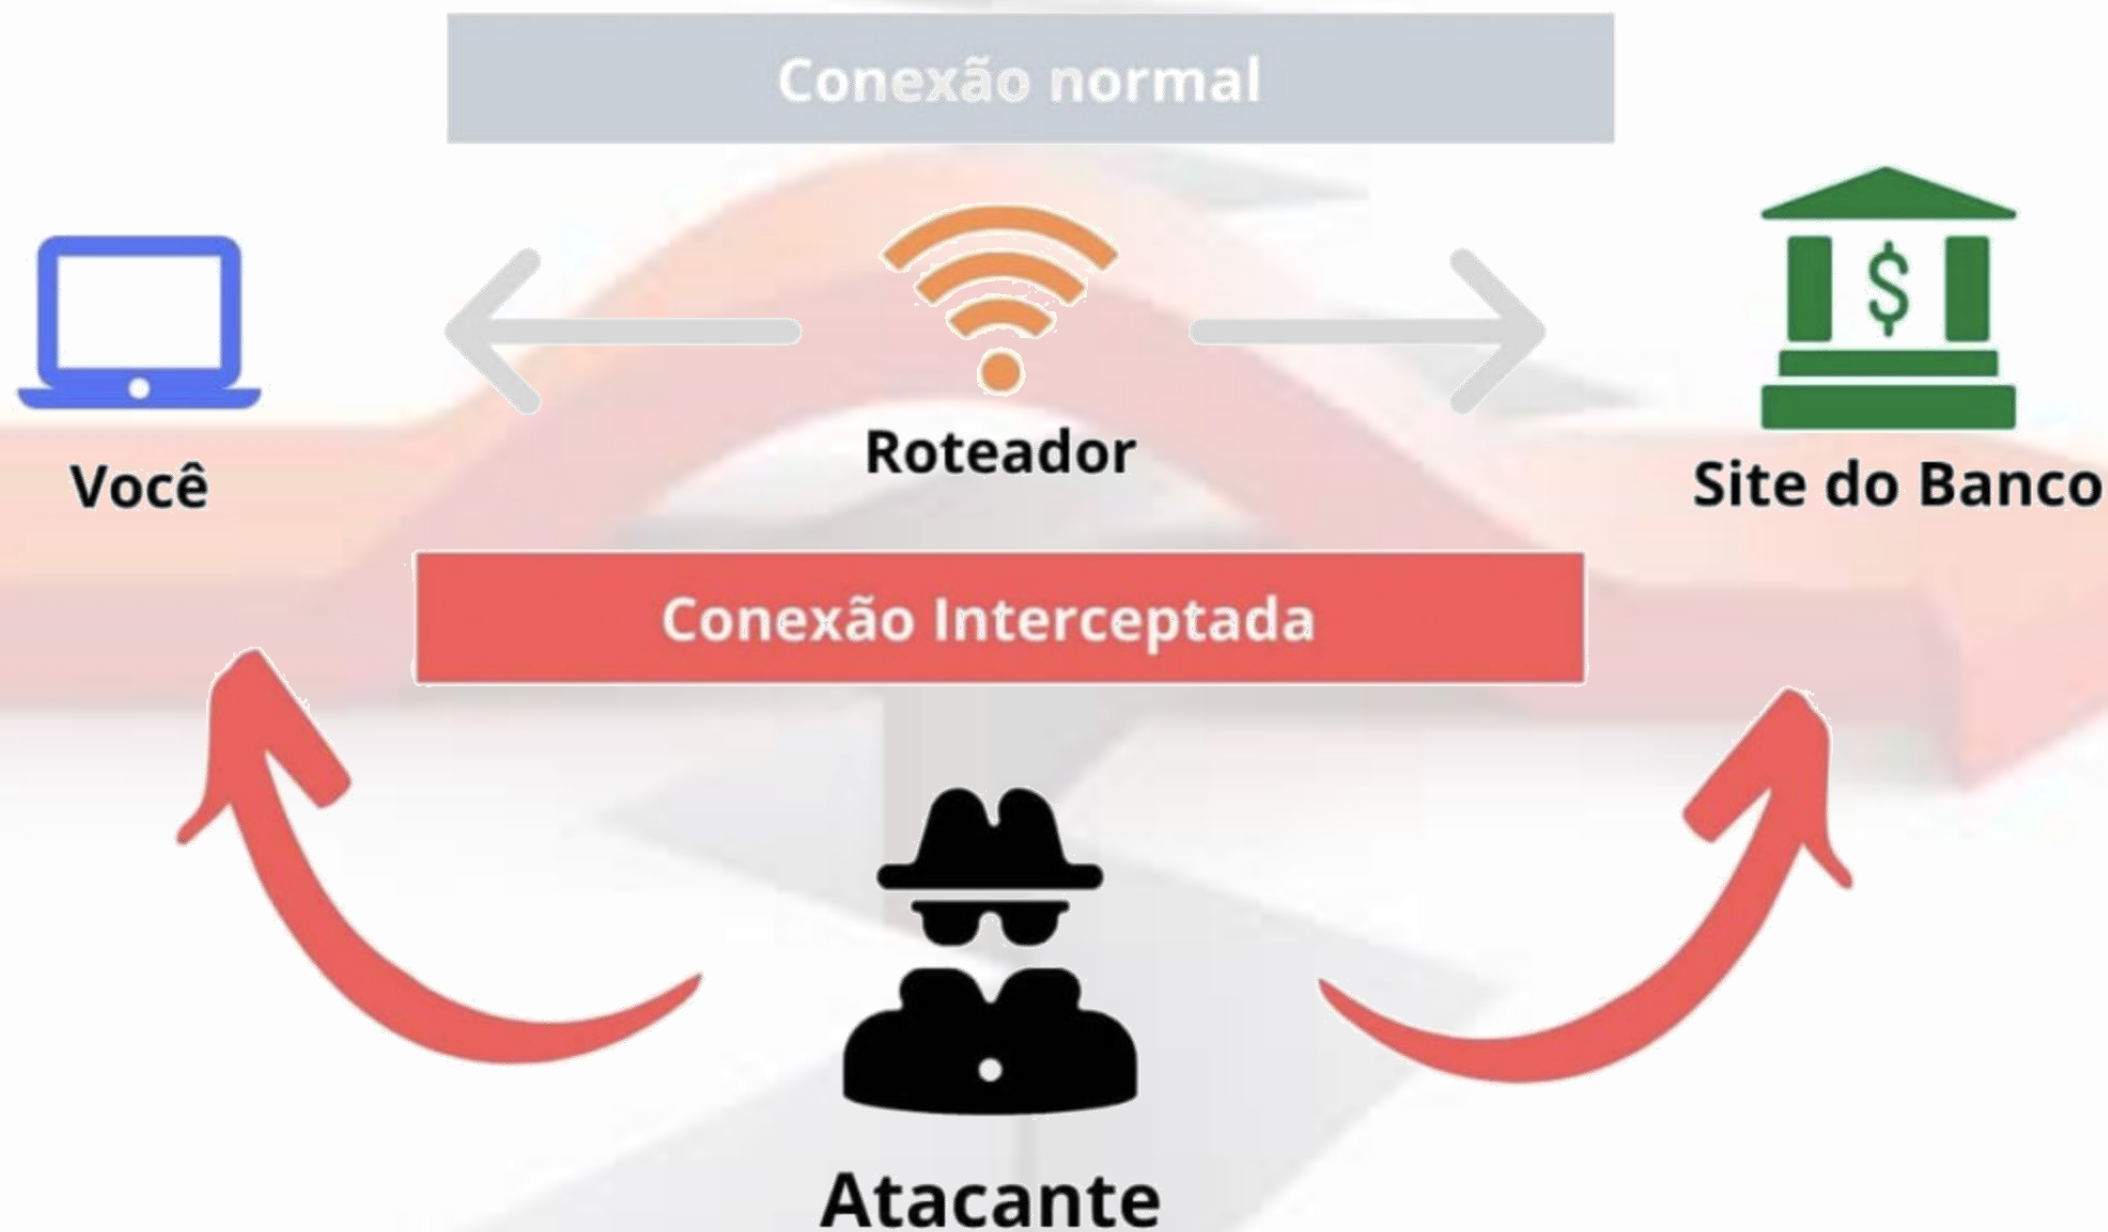 Conexão normal
Roteador
Você
Site do Banco
Conexão Interceptada
Atacante